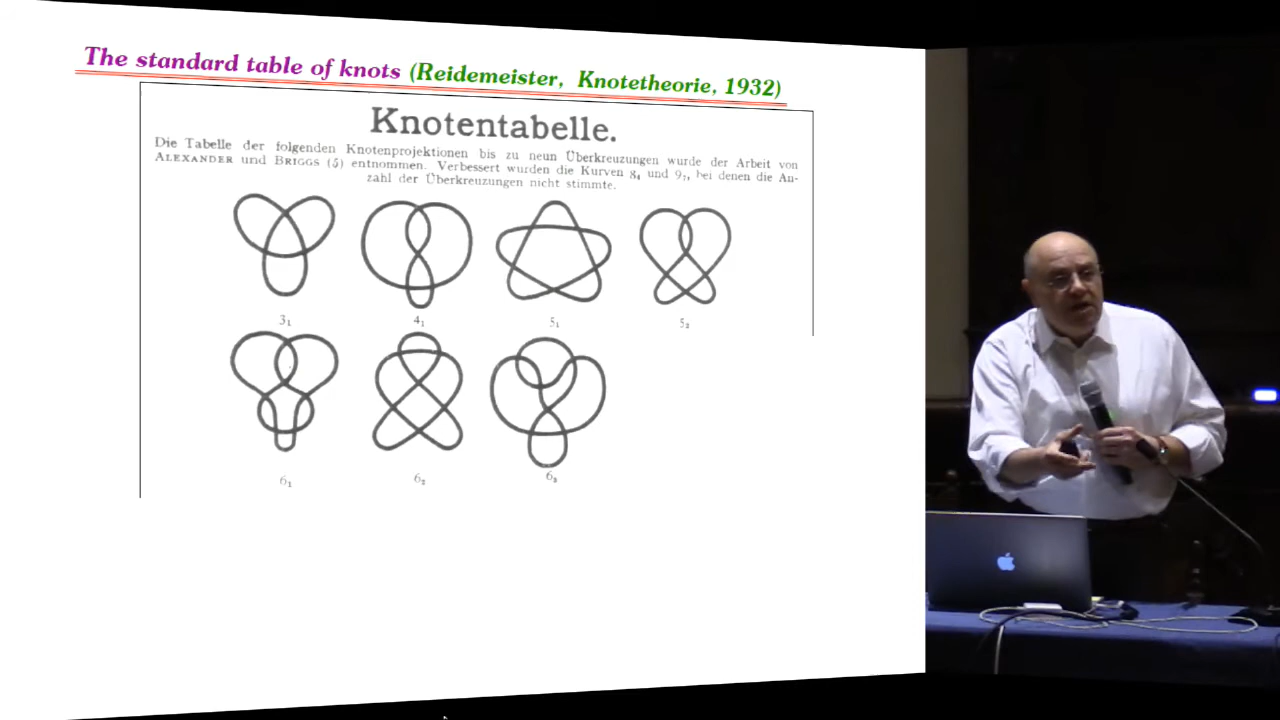 The standard table of knots (Reidemeister, Knotetheorie, 1932)
Knotentabelle.
Die Tabelle der folgenden Knotenprojektionen bis zu neun Überkreuzungen wurde der Arbeit von
ALEXANDER und BRIGGS (5) entnommen. Verbessert wurden die Kurven 8₄ und 9₇, bei denen die An-
zahl der Überkreuzungen nicht stimmte.
3₁ 4₁ 5₁ 5₂
6₁ 6₂ 6₃